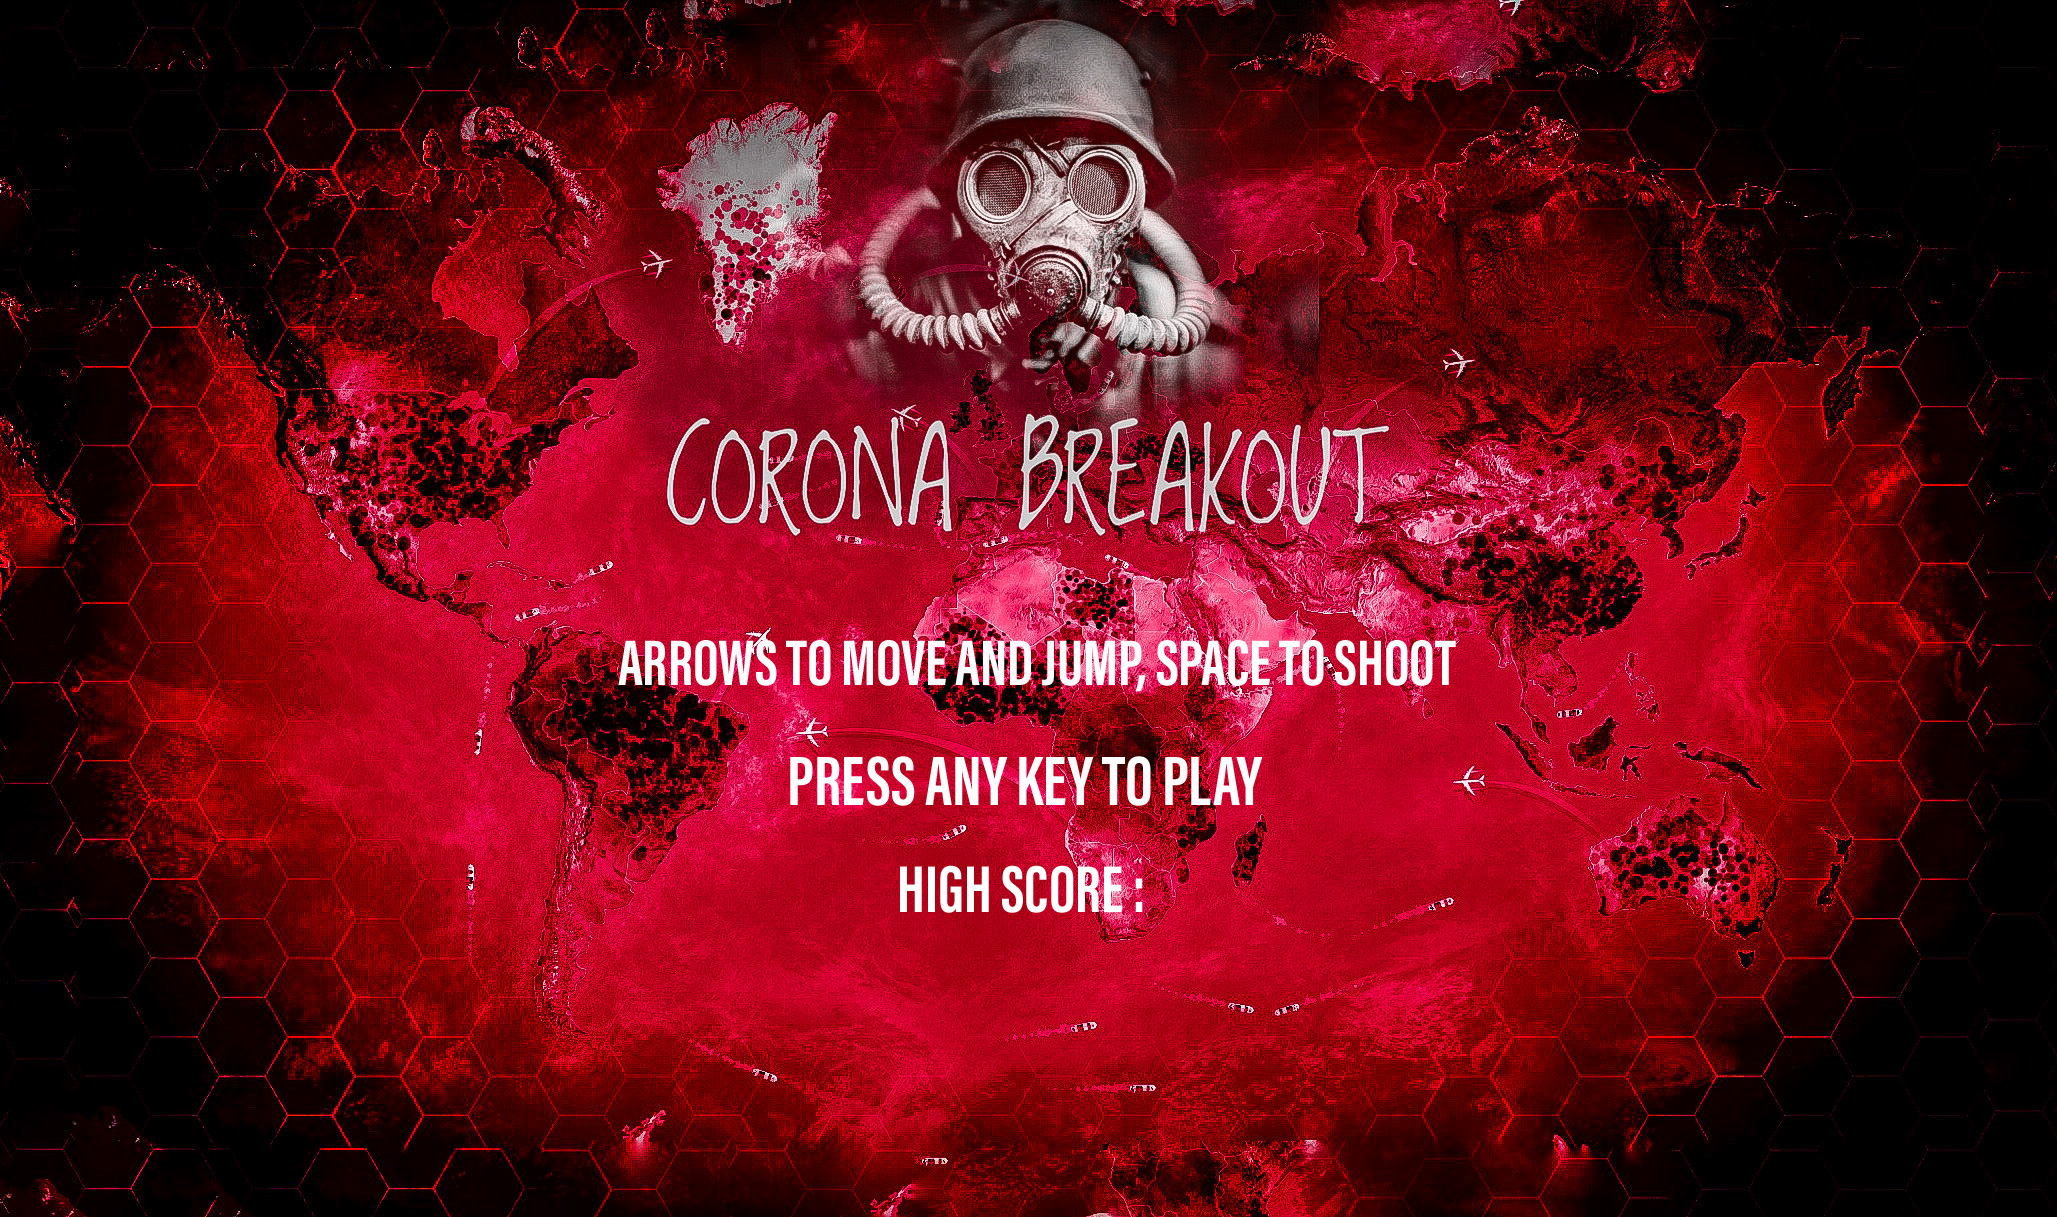 CORONA BREAKOUT
ARROWS TO MOVE AND JUMP, SPACE TO SHOOT
PRESS ANY KEY TO PLAY
HIGH SCORE :